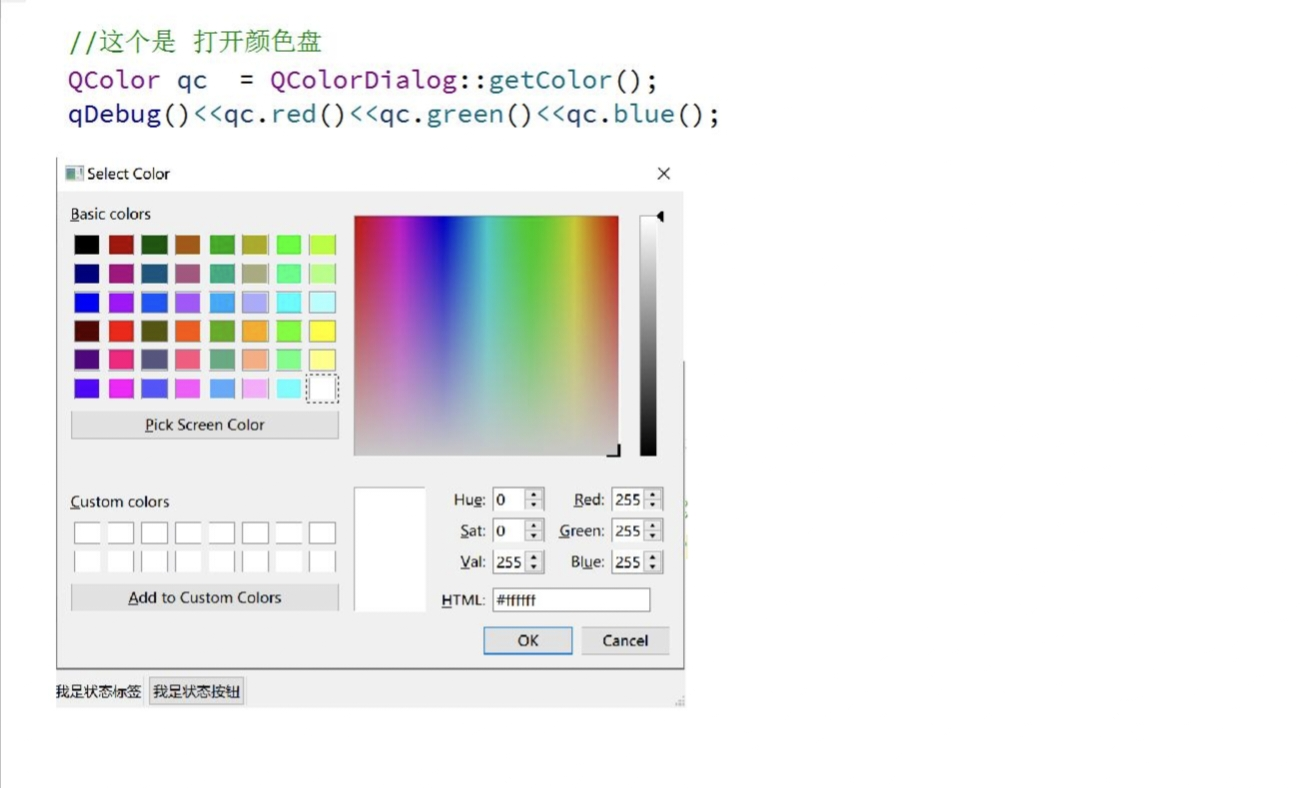 //这个是 打开颜色盘
QColor qc  = QColorDialog::getColor();
qDebug()<<qc.red()<<qc.green()<<qc.blue();
Select Color
Basic colors
Pick Screen Color
Custom colors
Add to Custom Colors
Hue: 0 Red: 255
Sat: 0 Green: 255
Val: 255 Blue: 255
HTML: #ffffff
OK Cancel
我是状态标签 我是状态按钮